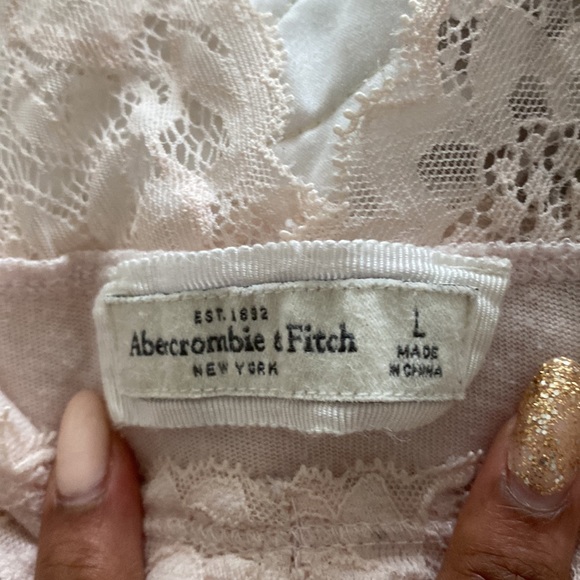 EST. 1892
Abercrombie & Fitch
NEW YORK
L
MADE
IN CHINA